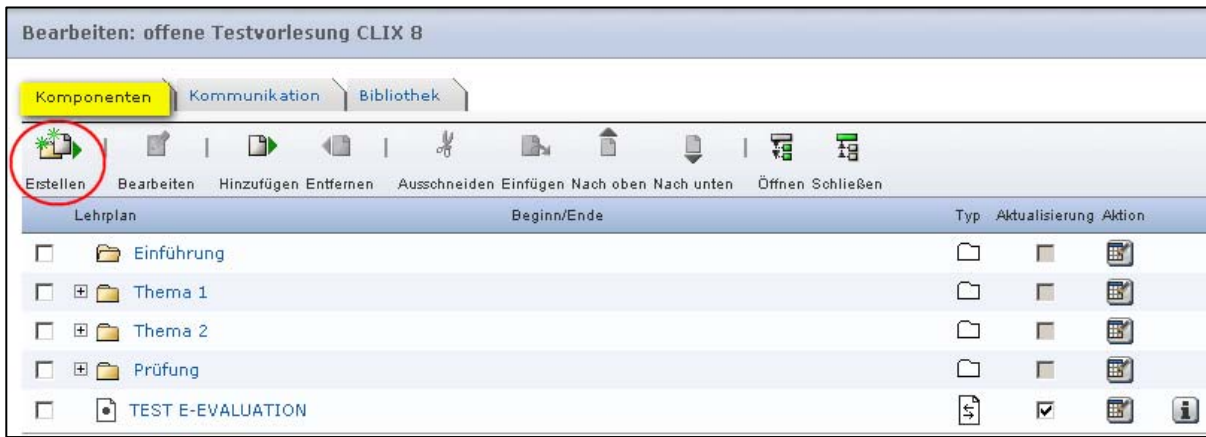 Bearbeiten: offene Testvorlesung CLIX 8
Komponenten Kommunikation Bibliothek
Erstellen Bearbeiten Hinzufügen Entfernen Ausschneiden Einfügen Nach oben Nach unten Öffnen Schließen
Lehrplan Beginn/Ende Typ Aktualisierung Aktion
Einführung
Thema 1
Thema 2
Prüfung
TEST E-EVALUATION